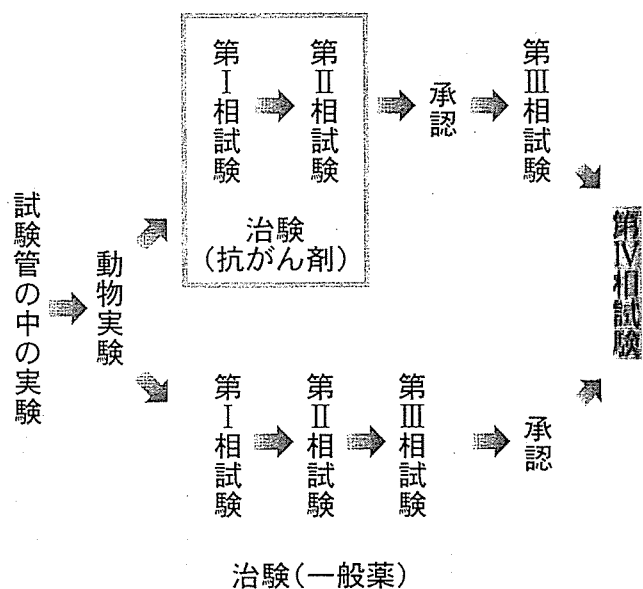 試験管の中の実験
動物実験
第Ⅰ相試験
第Ⅱ相試験
治験
(抗がん剤)
承認
第Ⅲ相試験
第Ⅰ相試験
第Ⅱ相試験
第Ⅲ相試験
治験(一般薬)
承認
第Ⅳ相試験